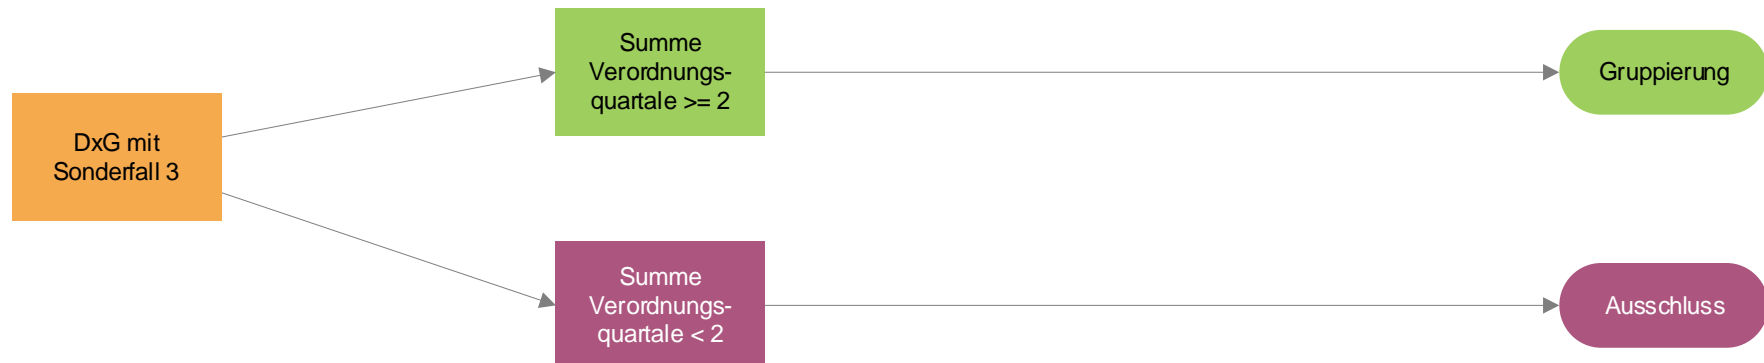 DxG mit
Sonderfall 3
Summe
Verordnungs-
quartale >= 2
Gruppierung
Summe
Verordnungs-
quartale < 2
Ausschluss